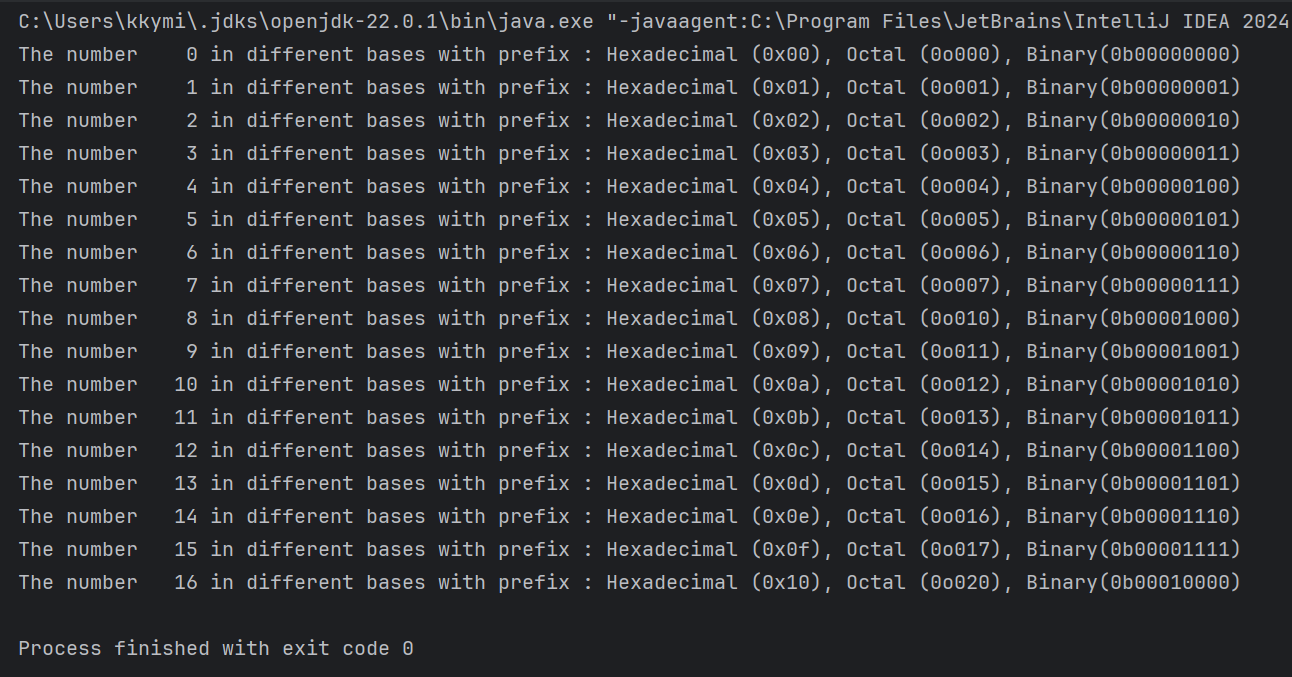 C:\Users\kkymi\.jdks\openjdk-22.0.1\bin\java.exe "-javaagent:C:\Program Files\JetBrains\IntelliJ IDEA 2024
The number    0 in different bases with prefix : Hexadecimal (0x00), Octal (0o000), Binary(0b00000000)
The number    1 in different bases with prefix : Hexadecimal (0x01), Octal (0o001), Binary(0b00000001)
The number    2 in different bases with prefix : Hexadecimal (0x02), Octal (0o002), Binary(0b00000010)
The number    3 in different bases with prefix : Hexadecimal (0x03), Octal (0o003), Binary(0b00000011)
The number    4 in different bases with prefix : Hexadecimal (0x04), Octal (0o004), Binary(0b00000100)
The number    5 in different bases with prefix : Hexadecimal (0x05), Octal (0o005), Binary(0b00000101)
The number    6 in different bases with prefix : Hexadecimal (0x06), Octal (0o006), Binary(0b00000110)
The number    7 in different bases with prefix : Hexadecimal (0x07), Octal (0o007), Binary(0b00000111)
The number    8 in different bases with prefix : Hexadecimal (0x08), Octal (0o010), Binary(0b00001000)
The number    9 in different bases with prefix : Hexadecimal (0x09), Octal (0o011), Binary(0b00001001)
The number   10 in different bases with prefix : Hexadecimal (0x0a), Octal (0o012), Binary(0b00001010)
The number   11 in different bases with prefix : Hexadecimal (0x0b), Octal (0o013), Binary(0b00001011)
The number   12 in different bases with prefix : Hexadecimal (0x0c), Octal (0o014), Binary(0b00001100)
The number   13 in different bases with prefix : Hexadecimal (0x0d), Octal (0o015), Binary(0b00001101)
The number   14 in different bases with prefix : Hexadecimal (0x0e), Octal (0o016), Binary(0b00001110)
The number   15 in different bases with prefix : Hexadecimal (0x0f), Octal (0o017), Binary(0b00001111)
The number   16 in different bases with prefix : Hexadecimal (0x10), Octal (0o020), Binary(0b00010000)
Process finished with exit code 0